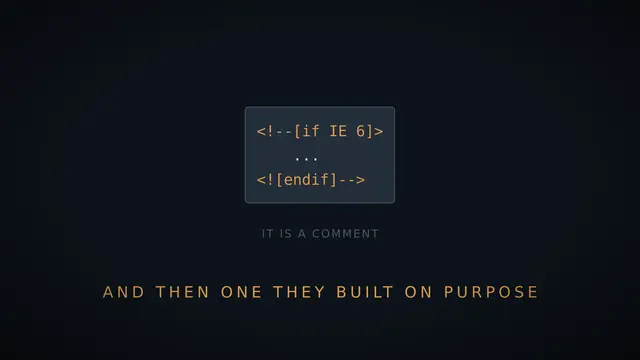 <!--[if IE 6]>
...
<![endif]-->
IT IS A COMMENT
AND THEN ONE THEY BUILT ON PURPOSE